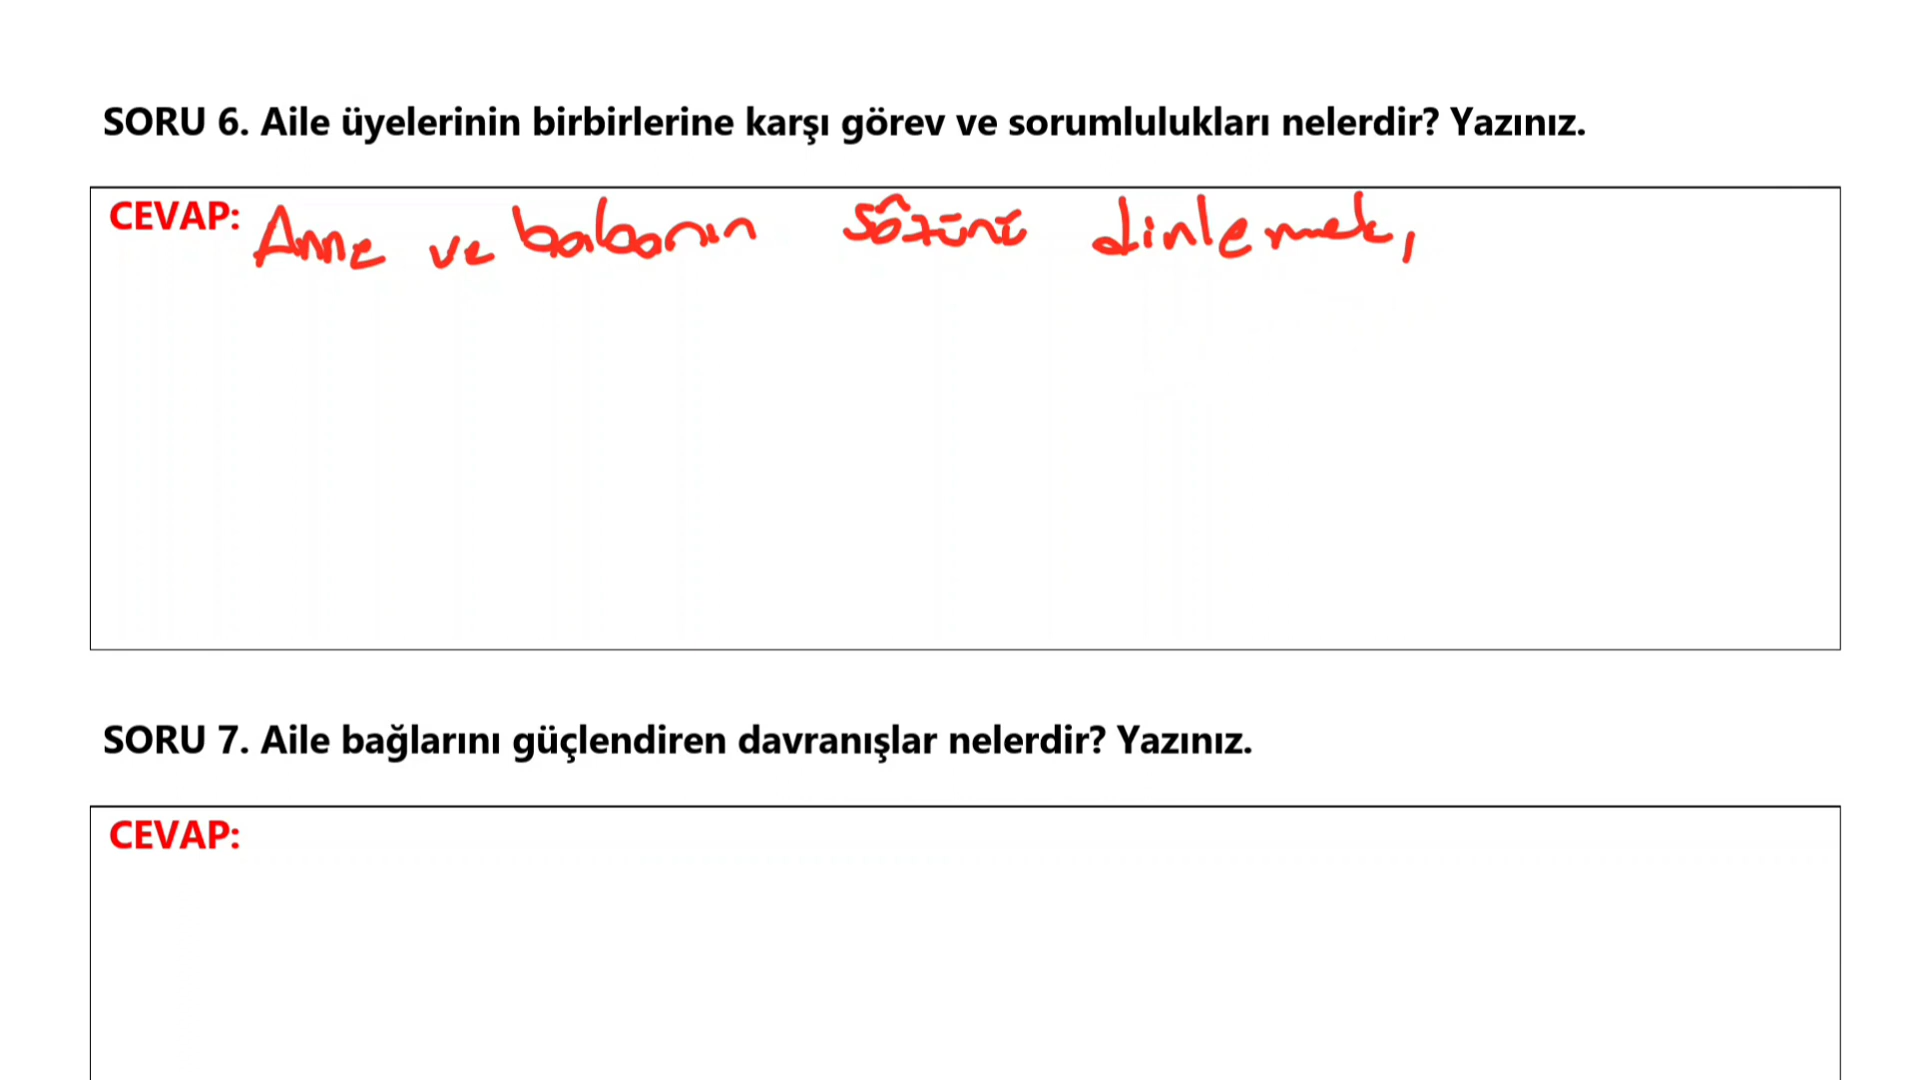 SORU 6. Aile üyelerinin birbirlerine karşı görev ve sorumlulukları nelerdir? Yazınız.
CEVAP: Anne ve babanın sözünü dinlemek,
SORU 7. Aile bağlarını güçlendiren davranışlar nelerdir? Yazınız.
CEVAP: